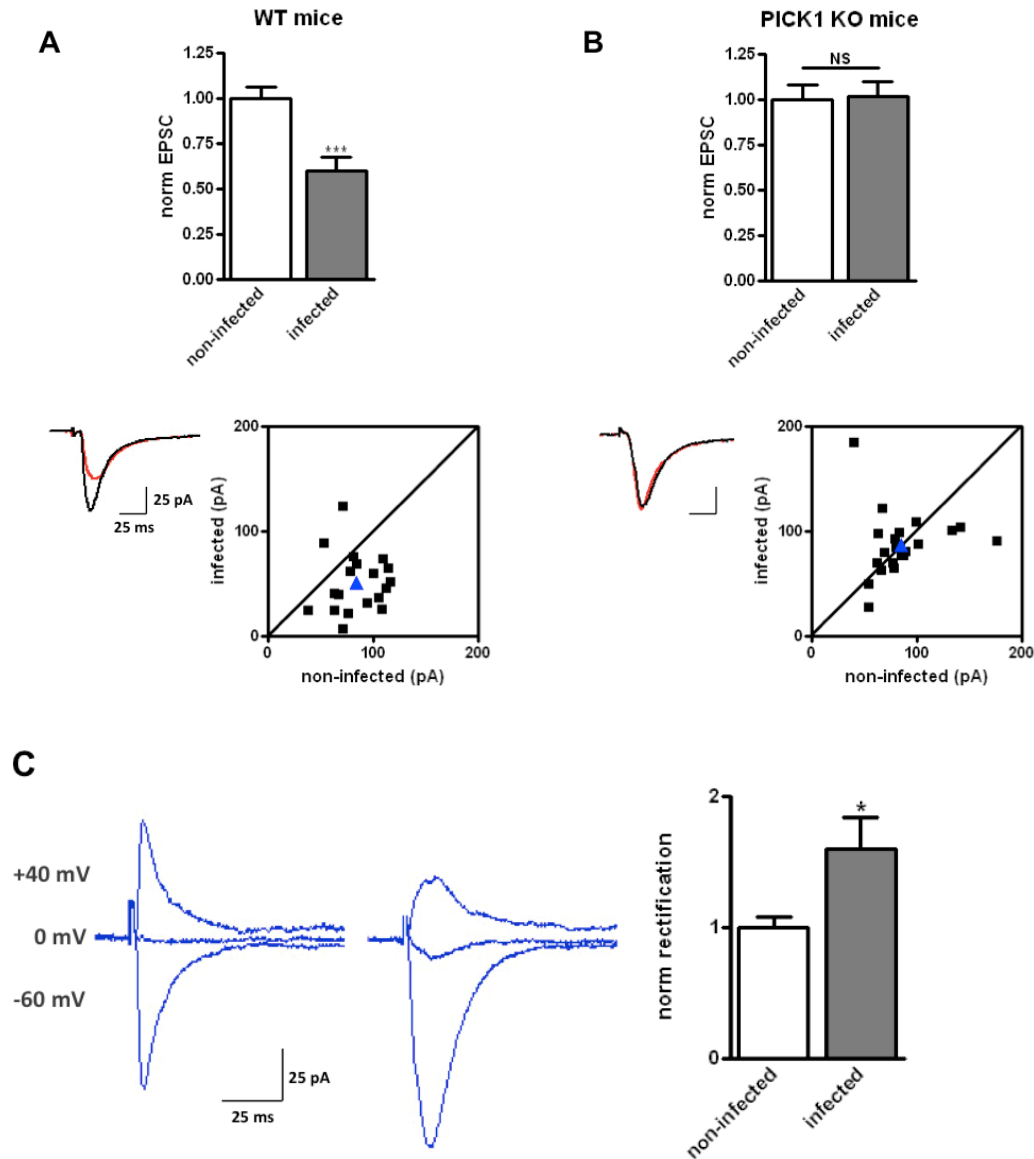 WT mice
PICK1 KO mice
A
B
1.25
1.00
0.75
0.50
0.25
0.00
norm EPSC
***
non-infected
infected
1.25
1.00
0.75
0.50
0.25
0.00
norm EPSC
NS
non-infected
infected
25 pA
25 ms
200
100
0
infected (pA)
0
100
200
non-infected (pA)
200
100
0
infected (pA)
0
100
200
non-infected (pA)
C
+40 mV
0 mV
-60 mV
25 pA
25 ms
2
1
0
norm rectification
*
non-infected
infected